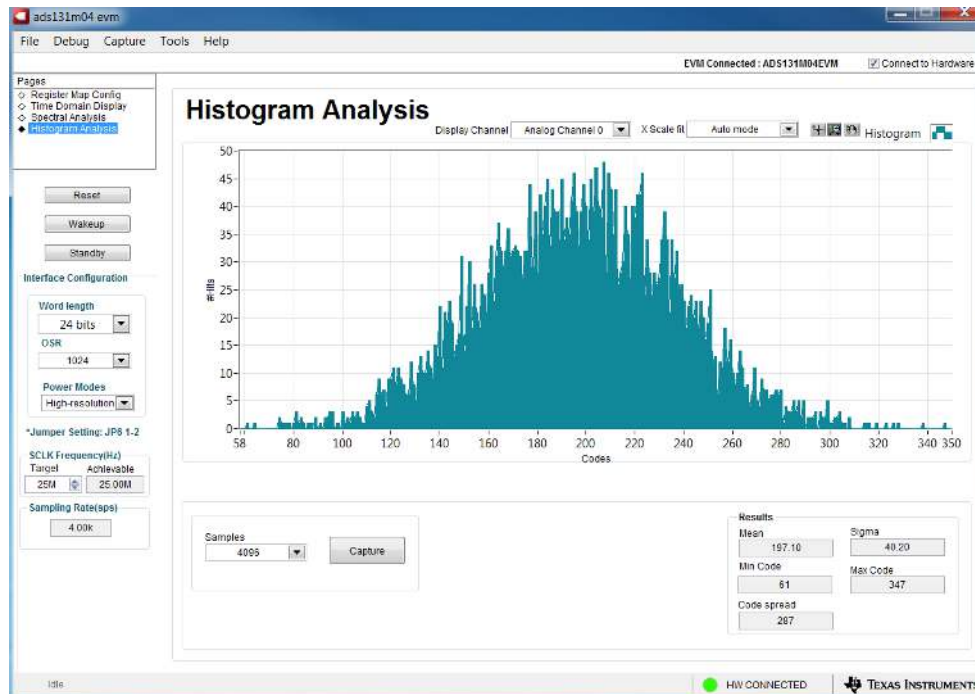 ads131m04 evm
File Debug Capture Tools Help
EVM Connected : ADS131M04EVM Connect to Hardware
Pages
Register Map Config
Time Domain Display
Spectral Analysis
Histogram Analysis
Histogram Analysis
Display Channel Analog Channel 0 X Scale fit Auto mode Histogram
50
45
40
35
30
25
20
15
10
5
0
# Hits
58 80 100 120 140 160 180 200 220 240 260 280 300 320 340 350
Codes
Reset
Wakeup
Standby
Interface Configuration
Word length
24 bits
OSR
1024
Power Modes
High-resolution
*Jumper Setting: JP6 1-2
SCLK Frequency(Hz)
Target Achievable
25M 25.00M
Sampling Rate(sps)
4.00k
Samples
4096
Capture
Results
Mean Sigma
197.10 40.20
Min Code Max Code
61 347
Code spread
287
Idle HW CONNECTED TEXAS INSTRUMENTS